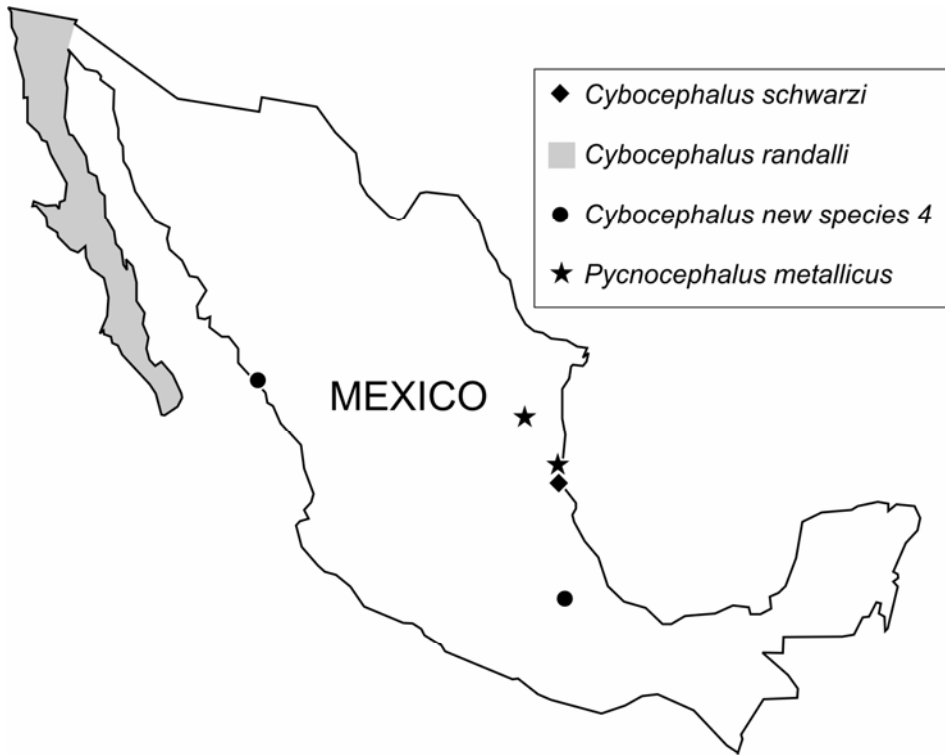 Cybocephalus schwarzi
Cybocephalus randalli
Cybocephalus new species 4
Pycnocephalus metallicus
MEXICO